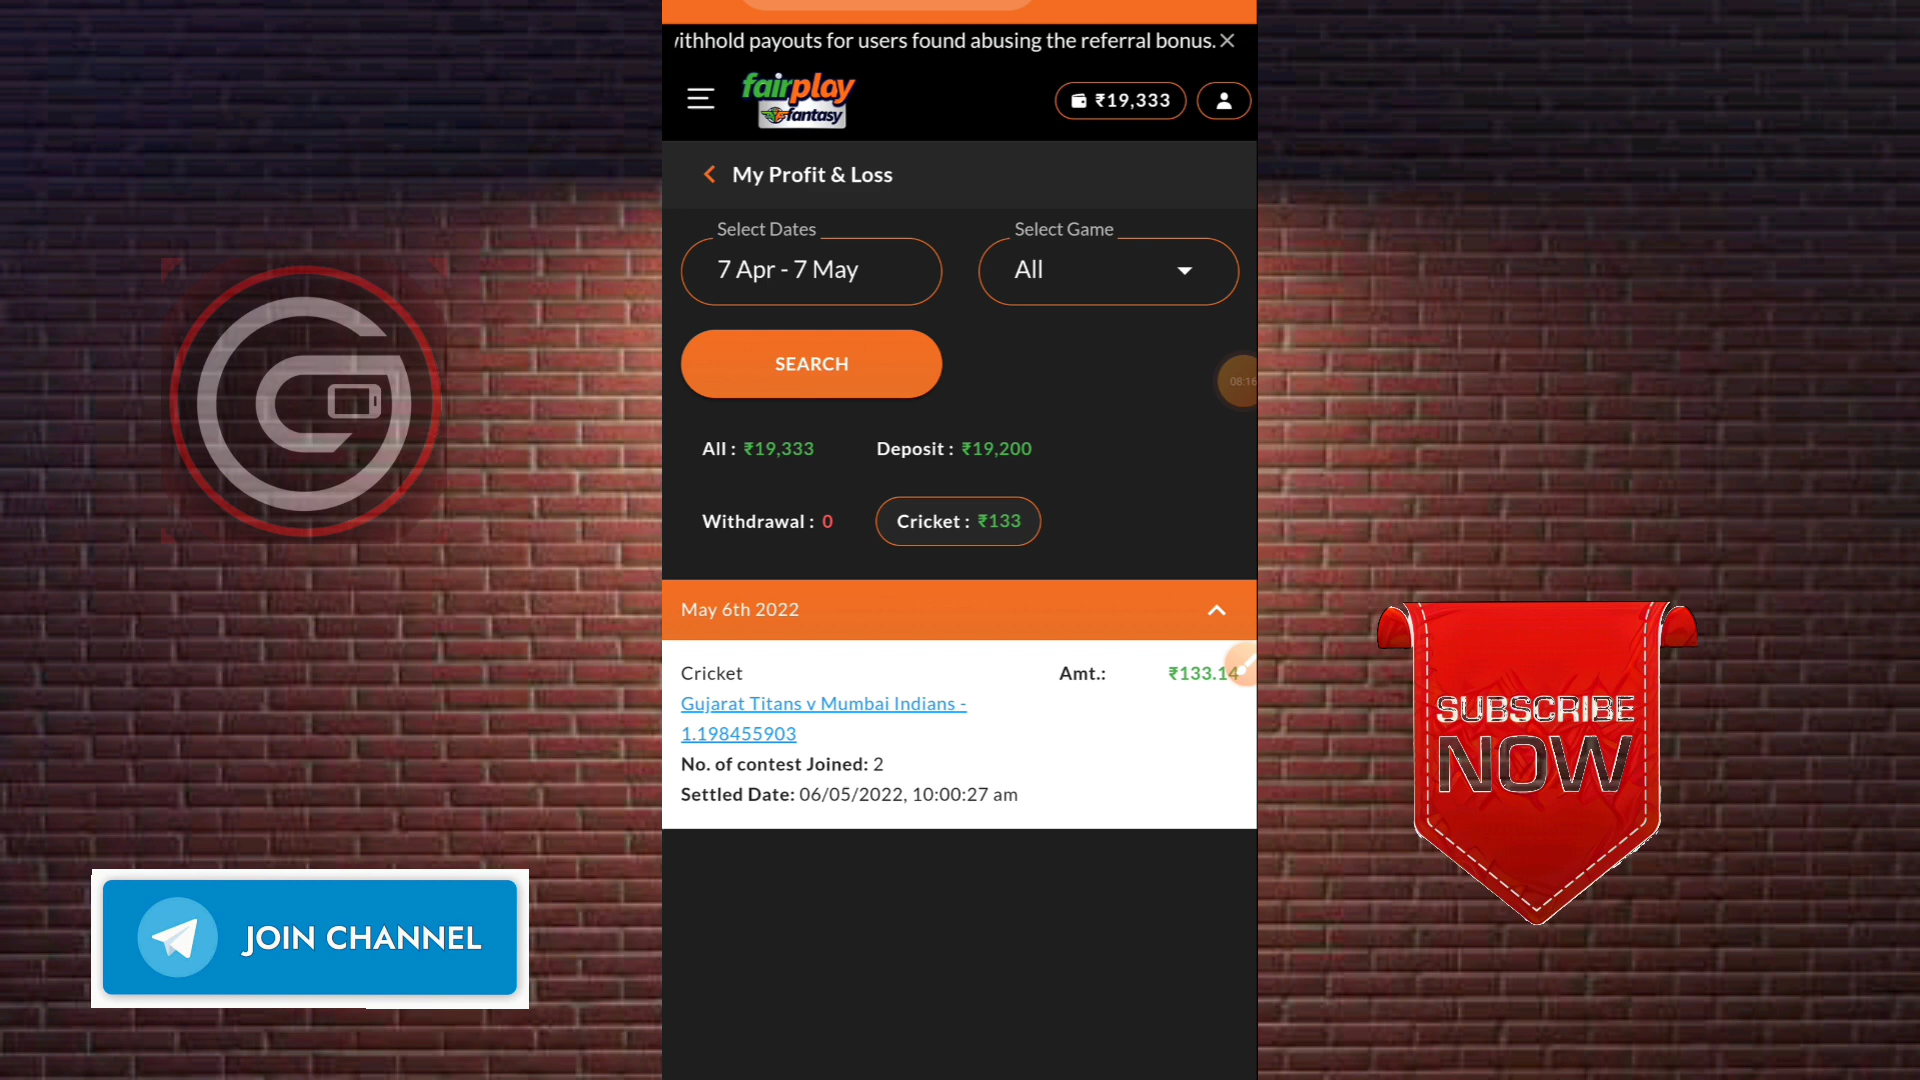 vithhold payouts for users found abusing the referral bonus.
fairplay
fantasy
₹19,333
My Profit & Loss
Select Dates
7 Apr - 7 May
Select Game
All
SEARCH
08:16
All : ₹19,333
Deposit : ₹19,200
Withdrawal : 0
Cricket : ₹133
May 6th 2022
Cricket
Amt.: ₹133.14
Gujarat Titans v Mumbai Indians -
1.198455903
No. of contest Joined: 2
Settled Date: 06/05/2022, 10:00:27 am
JOIN CHANNEL
SUBSCRIBE
NOW